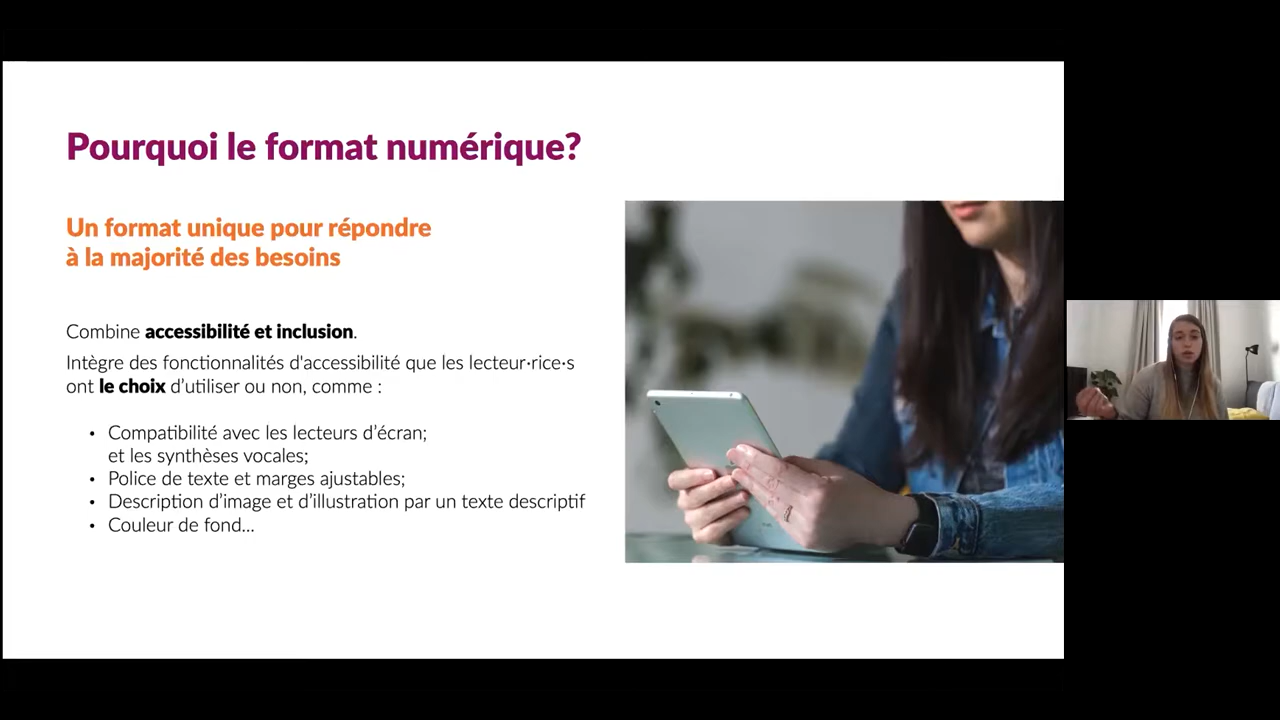 Pourquoi le format numérique?
Un format unique pour répondre
à la majorité des besoins
Combine accessibilité et inclusion.
Intègre des fonctionnalités d'accessibilité que les lecteur·rice·s
ont le choix d’utiliser ou non, comme :
• Compatibilité avec les lecteurs d’écran;
et les synthèses vocales;
• Police de texte et marges ajustables;
• Description d’image et d’illustration par un texte descriptif
• Couleur de fond...